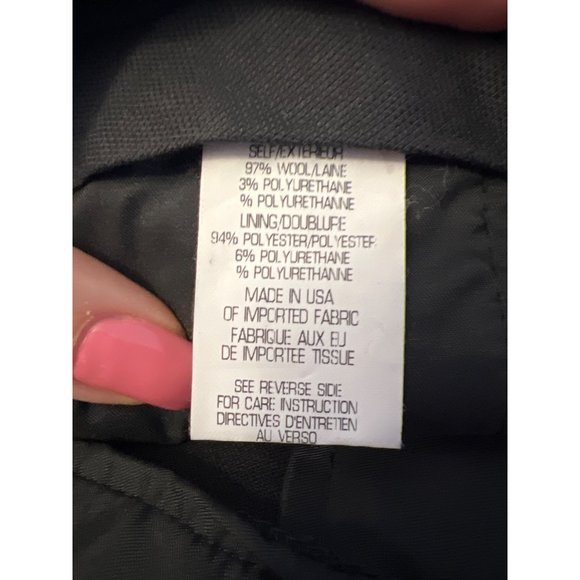 SELF/EXTERIEUR
97% WOOL/LAINE
3% POLYURETHANE
% POLYURETHANNE
LINING/DOUBLURE
94% POLYESTER/POLYESTER
6% POLYURETHANE
% POLYURETHANNE
MADE IN USA
OF IMPORTED FABRIC
FABRIQUE AUX EU
DE IMPORTEE TISSUE
SEE REVERSE SIDE
FOR CARE INSTRUCTION
DIRECTIVES D'ENTRETIEN
AU VERSO